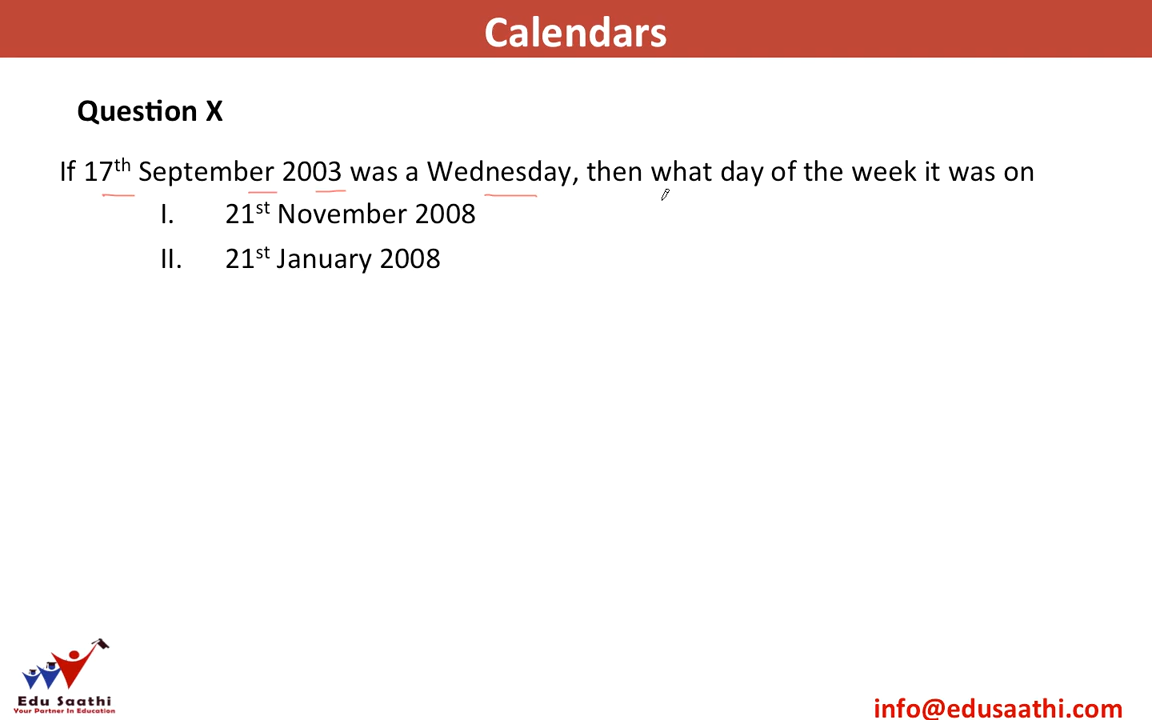 Calendars
Question X
If 17th September 2003 was a Wednesday, then what day of the week it was on
I. 21st November 2008
II. 21st January 2008
Edu Saathi
Your Partner In Education
info@edusaathi.com